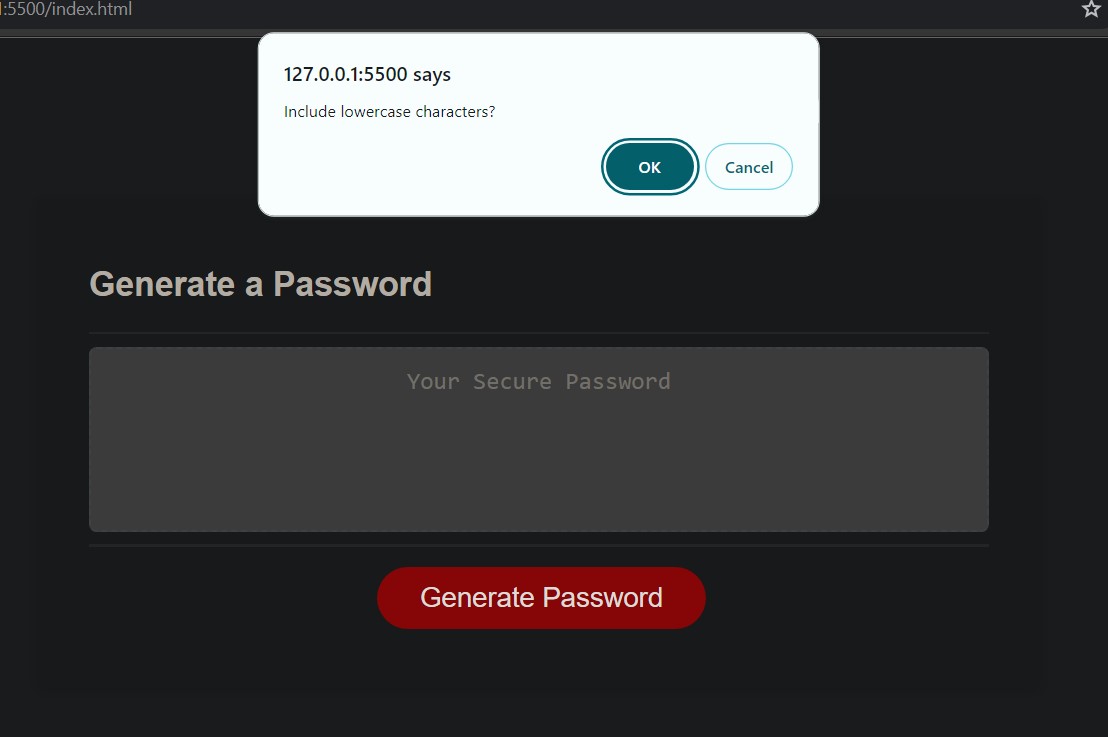 :5500/index.html
127.0.0.1:5500 says
Include lowercase characters?
OK
Cancel
Generate a Password
Your Secure Password
Generate Password